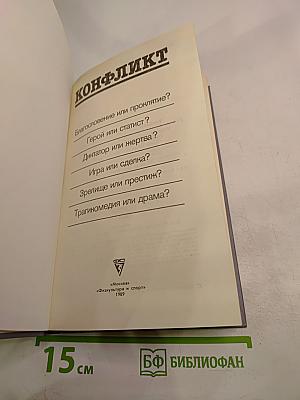 КОНФЛИКТ
Благословение или проклятие?
Герой или статист?
Диктатор или жертва?
Игра или сделка?
Зрелище или престиж?
Трагикомедия или драма?
«Москва»
«Физкультура и спорт»
1989
15 см
БФ БИБЛИОФАН